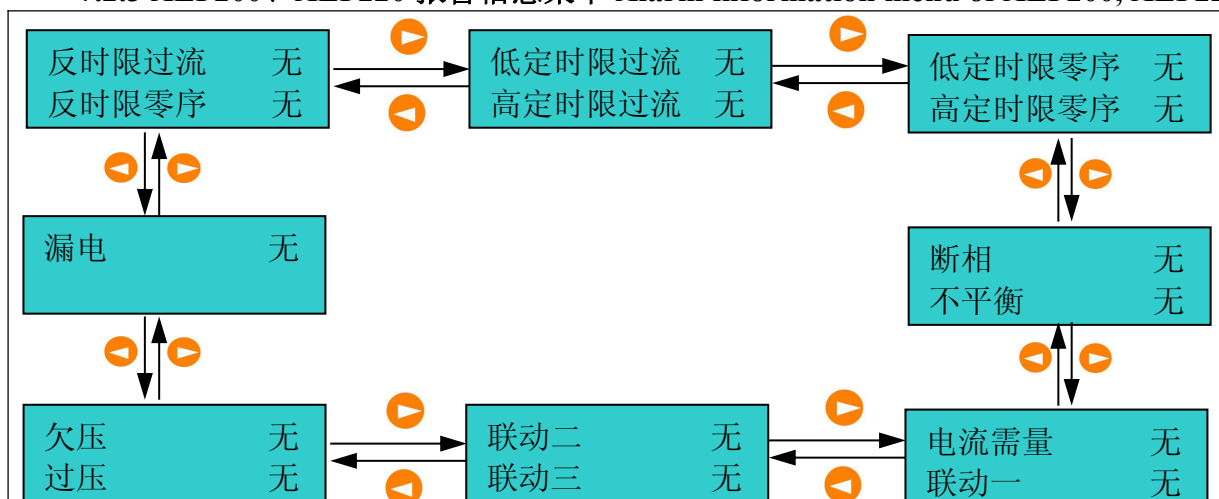 反时限过流 无
反时限零序 无
低定时限过流 无
高定时限过流 无
低定时限零序 无
高定时限零序 无
漏电 无
断相 无
不平衡 无
欠压 无
过压 无
联动二 无
联动三 无
电流需量 无
联动一 无